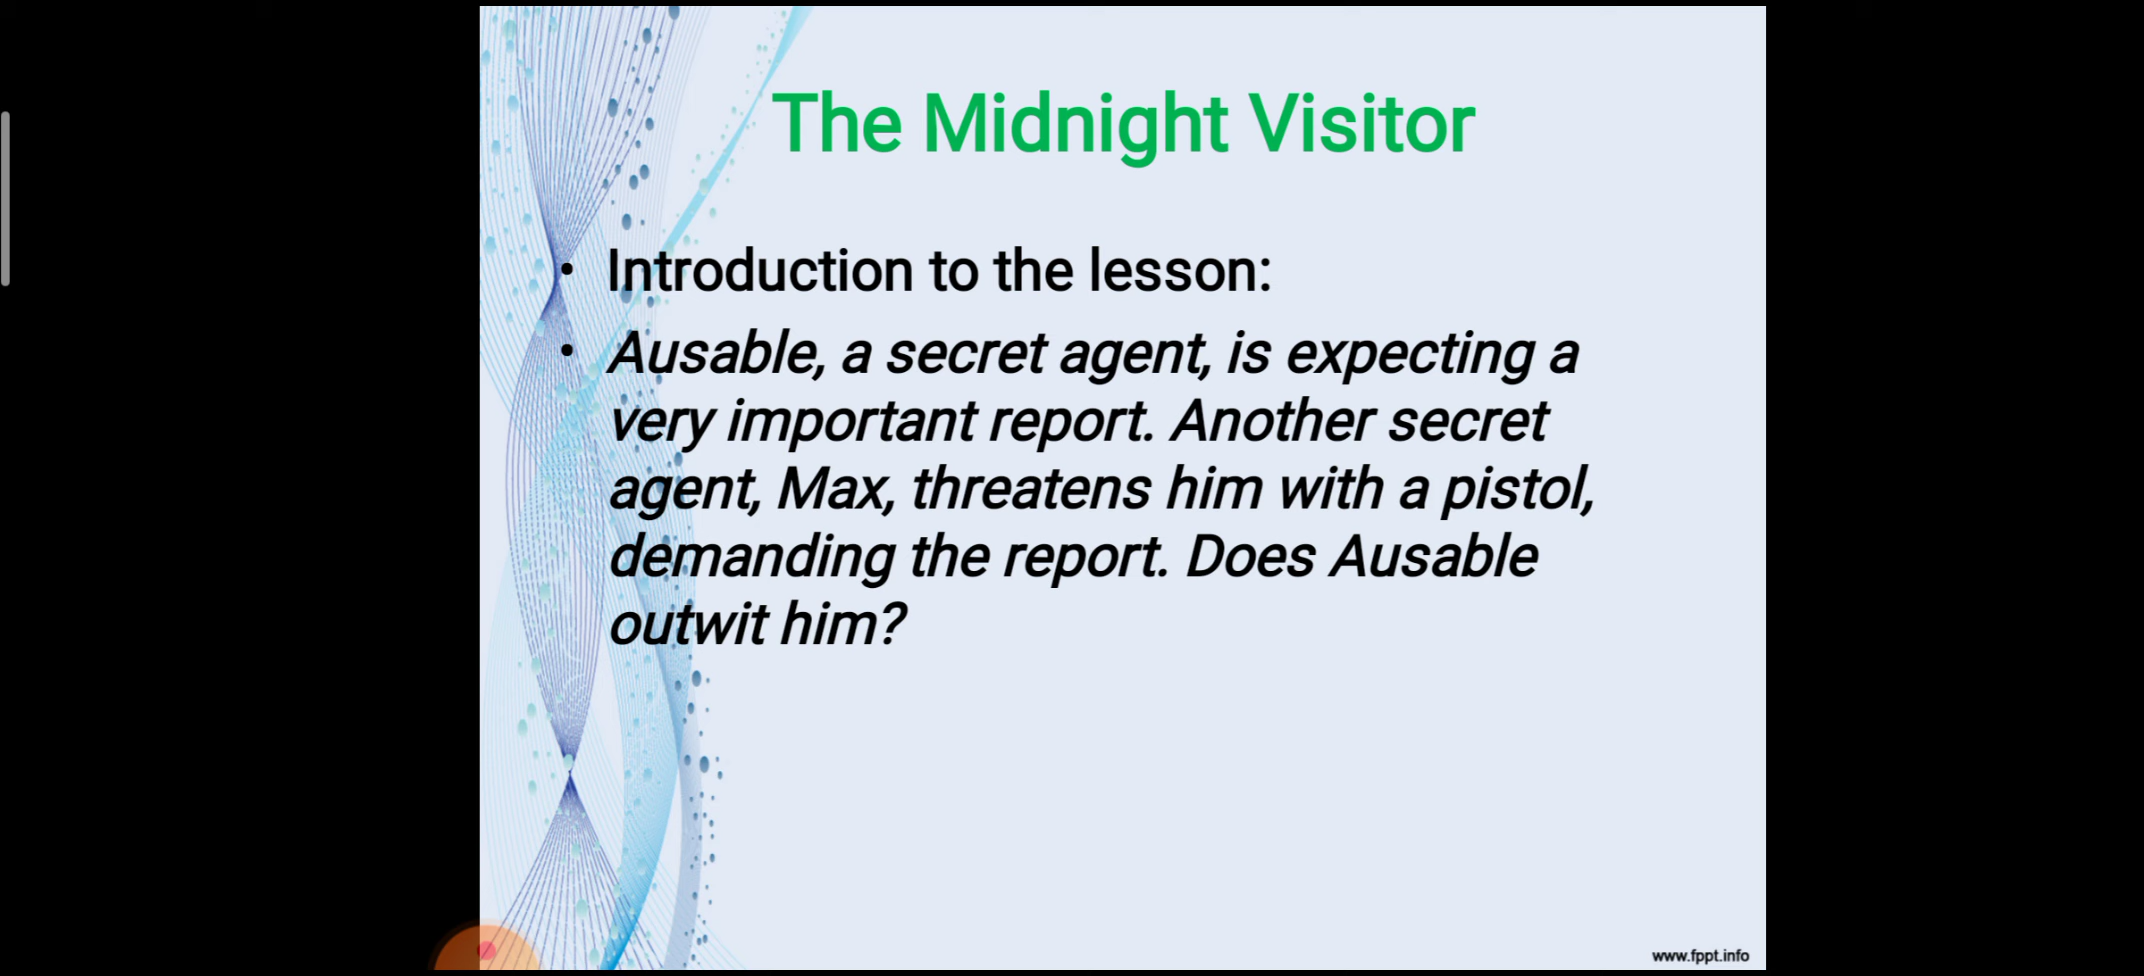 The Midnight Visitor
• Introduction to the lesson:
• Ausable, a secret agent, is expecting a
very important report. Another secret
agent, Max, threatens him with a pistol,
demanding the report. Does Ausable
outwit him?
www.fppt.info